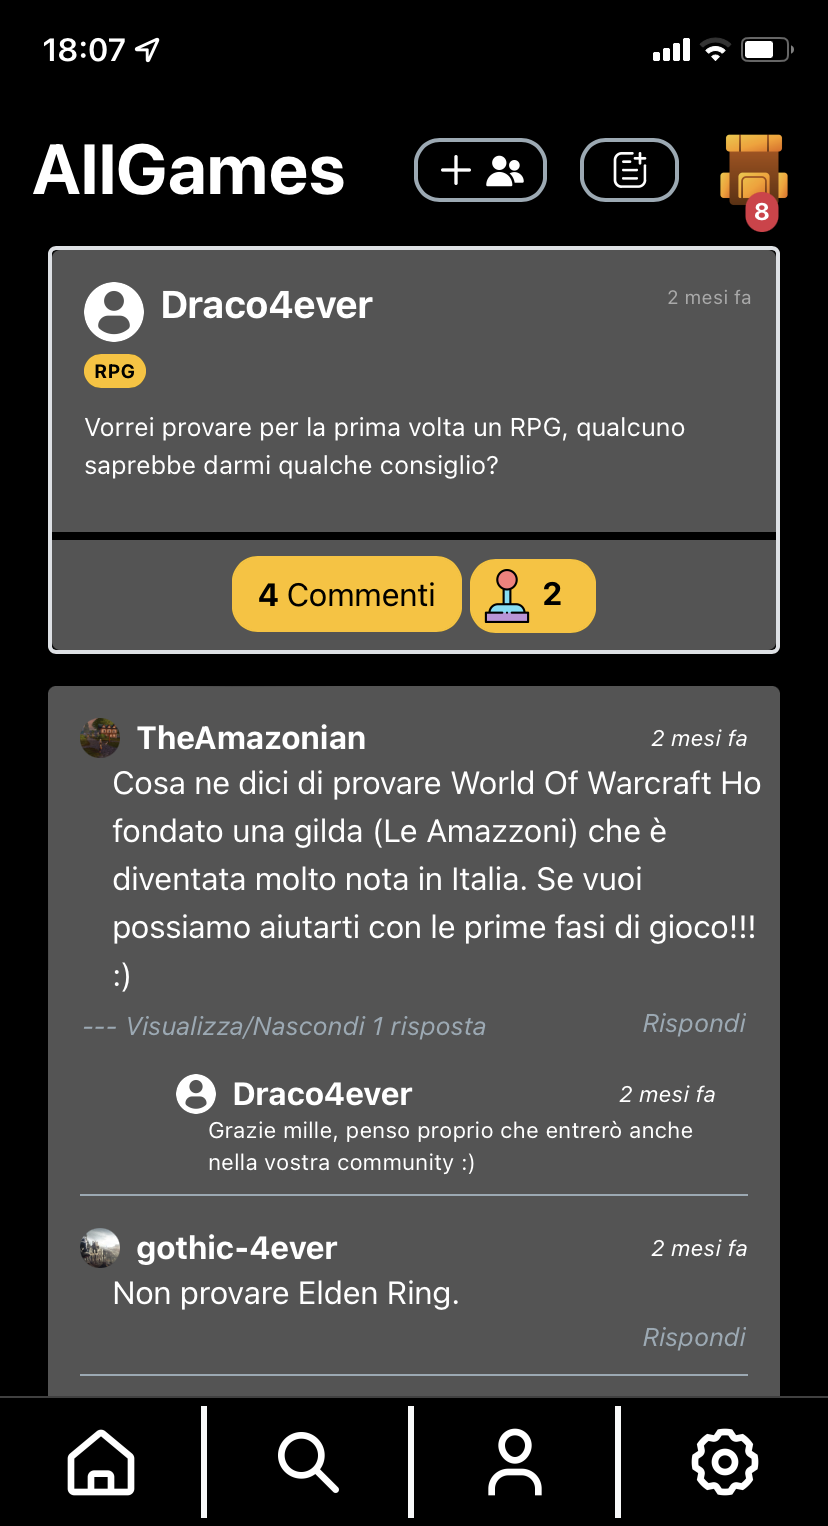 18:07
AllGames
8
Draco4ever
2 mesi fa
RPG
Vorrei provare per la prima volta un RPG, qualcuno
saprebbe darmi qualche consiglio?
4 Commenti
2
TheAmazonian
2 mesi fa
Cosa ne dici di provare World Of Warcraft Ho
fondato una gilda (Le Amazzoni) che è
diventata molto nota in Italia. Se vuoi
possiamo aiutarti con le prime fasi di gioco!!!
:)
--- Visualizza/Nascondi 1 risposta
Rispondi
Draco4ever
2 mesi fa
Grazie mille, penso proprio che entrerò anche
nella vostra community :)
gothic-4ever
2 mesi fa
Non provare Elden Ring.
Rispondi